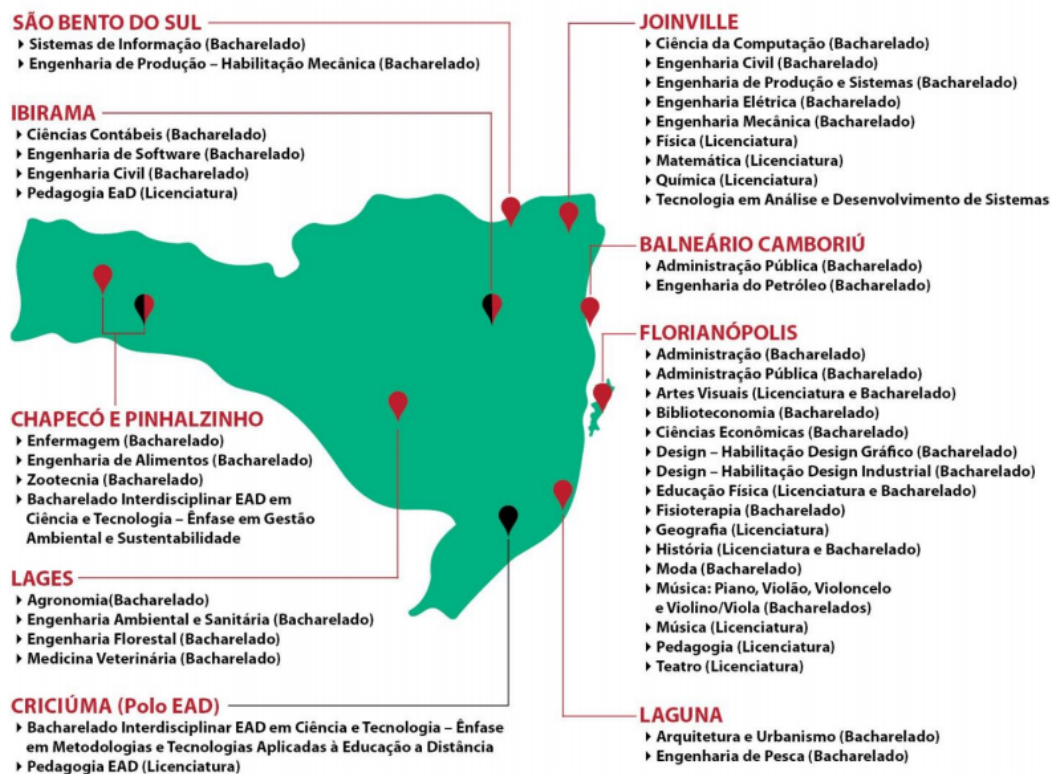 SÃO BENTO DO SUL
Sistemas de Informação (Bacharelado)
Engenharia de Produção – Habilitação Mecânica (Bacharelado)
IBIRAMA
Ciências Contábeis (Bacharelado)
Engenharia de Software (Bacharelado)
Engenharia Civil (Bacharelado)
Pedagogia EaD (Licenciatura)
CHAPECÓ E PINHALZINHO
Enfermagem (Bacharelado)
Engenharia de Alimentos (Bacharelado)
Zootecnia (Bacharelado)
Bacharelado Interdisciplinar EAD em
Ciência e Tecnologia – Ênfase em Gestão
Ambiental e Sustentabilidade
LAGES
Agronomia(Bacharelado)
Engenharia Ambiental e Sanitária (Bacharelado)
Engenharia Florestal (Bacharelado)
Medicina Veterinária (Bacharelado)
CRICIÚMA (Polo EAD)
Bacharelado Interdisciplinar EAD em Ciência e Tecnologia – Ênfase
em Metodologias e Tecnologias Aplicadas à Educação a Distância
Pedagogia EAD (Licenciatura)
JOINVILLE
Ciência da Computação (Bacharelado)
Engenharia Civil (Bacharelado)
Engenharia de Produção e Sistemas (Bacharelado)
Engenharia Elétrica (Bacharelado)
Engenharia Mecânica (Bacharelado)
Física (Licenciatura)
Matemática (Licenciatura)
Química (Licenciatura)
Tecnologia em Análise e Desenvolvimento de Sistemas
BALNEÁRIO CAMBORIÚ
Administração Pública (Bacharelado)
Engenharia do Petróleo (Bacharelado)
FLORIANÓPOLIS
Administração (Bacharelado)
Administração Pública (Bacharelado)
Artes Visuais (Licenciatura e Bacharelado)
Biblioteconomia (Bacharelado)
Ciências Econômicas (Bacharelado)
Design – Habilitação Design Gráfico (Bacharelado)
Design – Habilitação Design Industrial (Bacharelado)
Educação Física (Licenciatura e Bacharelado)
Fisioterapia (Bacharelado)
Geografia (Licenciatura)
História (Licenciatura e Bacharelado)
Moda (Bacharelado)
Música: Piano, Violão, Violoncelo
e Violino/Viola (Bacharelados)
Música (Licenciatura)
Pedagogia (Licenciatura)
Teatro (Licenciatura)
LAGUNA
Arquitetura e Urbanismo (Bacharelado)
Engenharia de Pesca (Bacharelado)